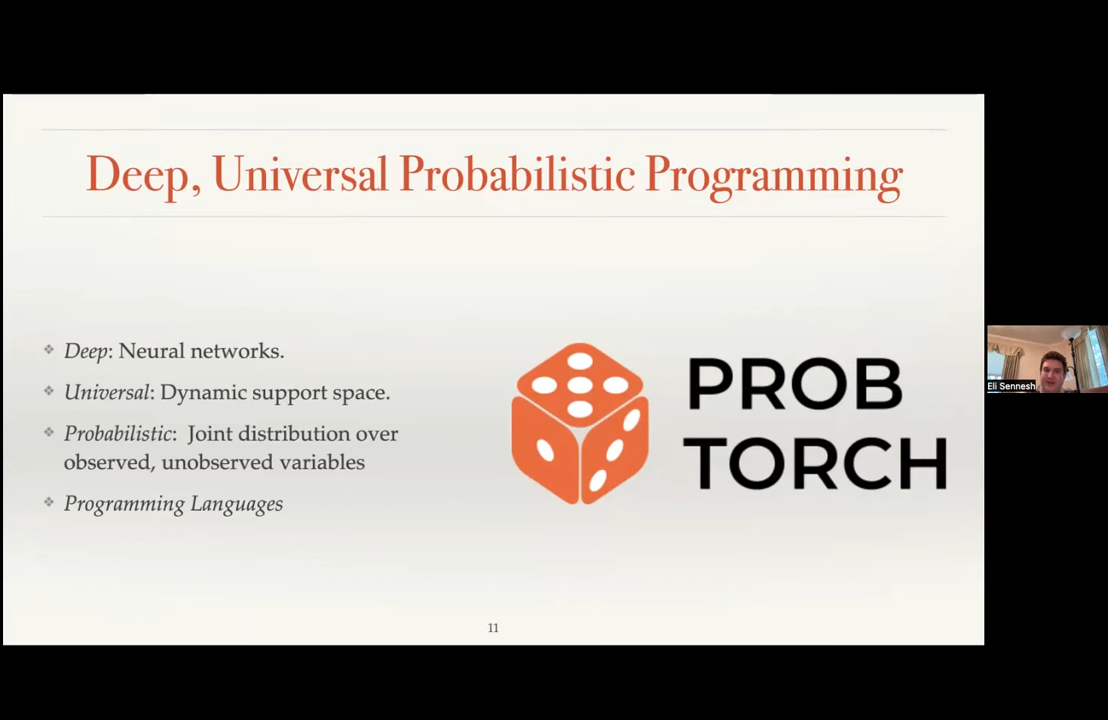 Deep, Universal Probabilistic Programming
❖ Deep: Neural networks.
❖ Universal: Dynamic support space.
❖ Probabilistic: Joint distribution over
observed, unobserved variables
❖ Programming Languages
PROB
TORCH
11
Eli Sennesh